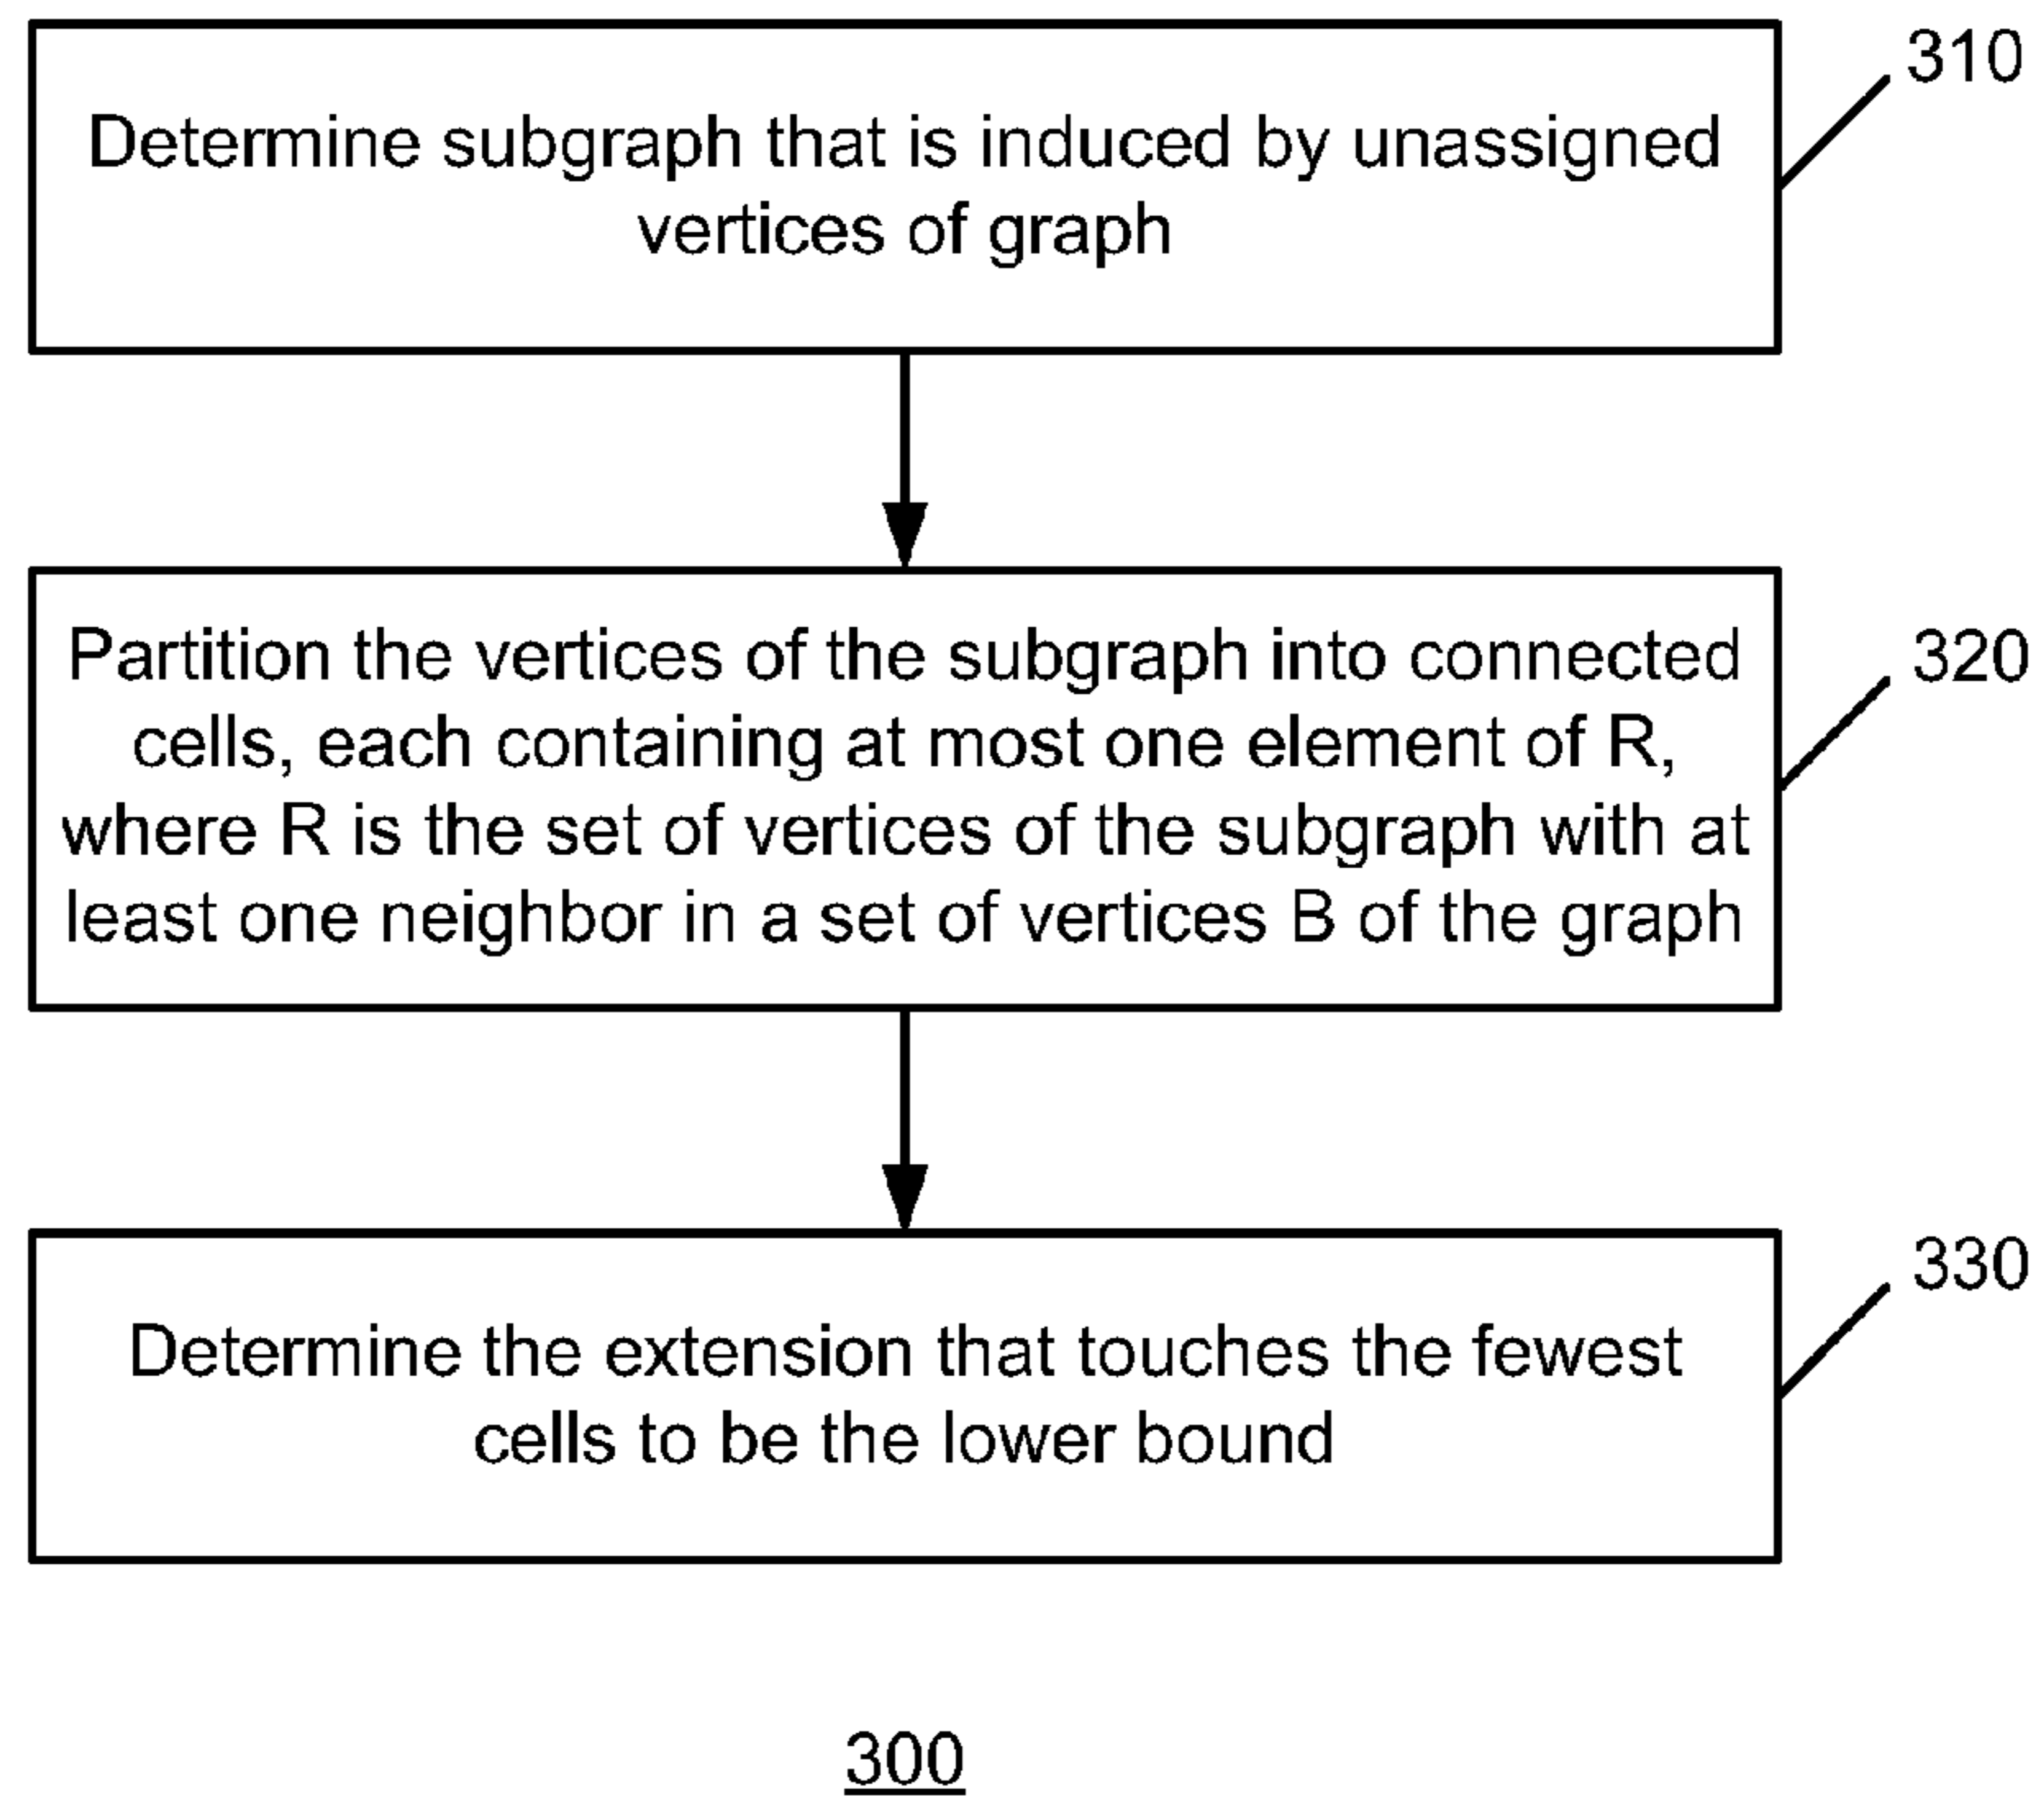 310
Determine subgraph that is induced by unassigned
vertices of graph
320
Partition the vertices of the subgraph into connected
cells, each containing at most one element of R,
where R is the set of vertices of the subgraph with at
least one neighbor in a set of vertices B of the graph
330
Determine the extension that touches the fewest
cells to be the lower bound
300